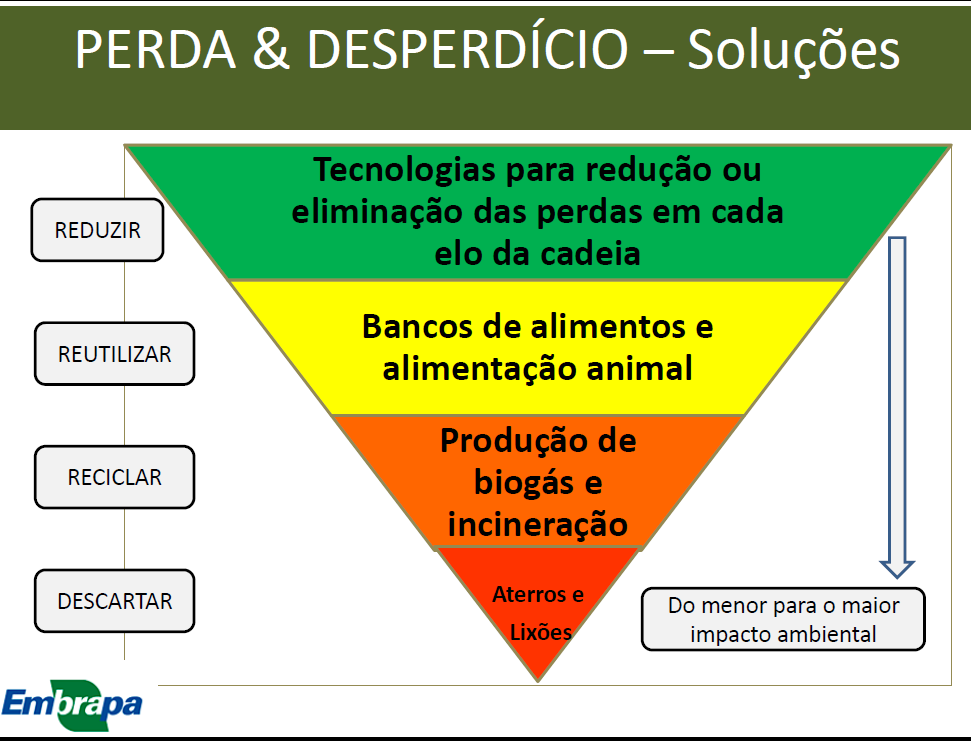 PERDA & DESPERDÍCIO – Soluções
Tecnologias para redução ou
eliminação das perdas em cada
elo da cadeia
REDUZIR
Bancos de alimentos e
alimentação animal
REUTILIZAR
Produção de
biogás e
incineração
RECICLAR
Aterros e
Lixões
DESCARTAR
Do menor para o maior
impacto ambiental
Embrapa